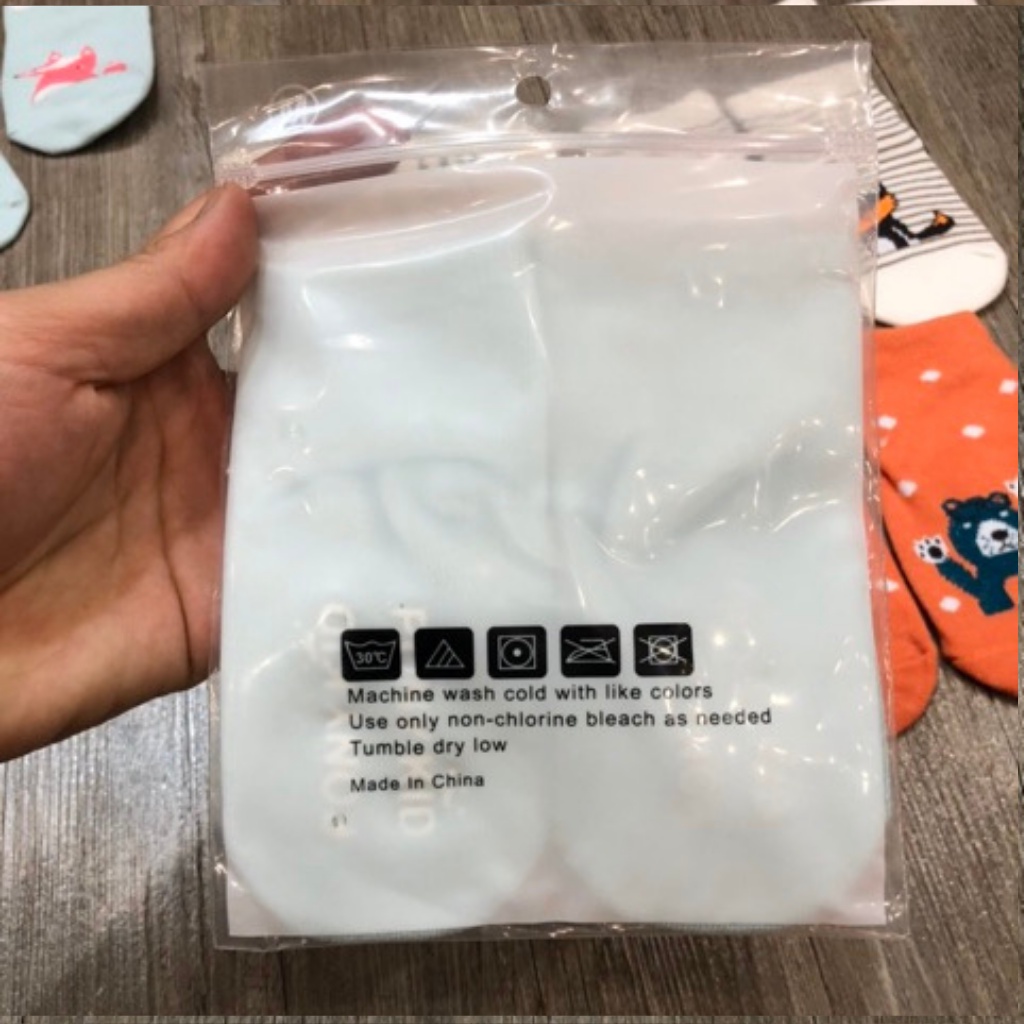 30℃
Machine wash cold with like colors
Use only non-chlorine bleach as needed
Tumble dry low
Made In China